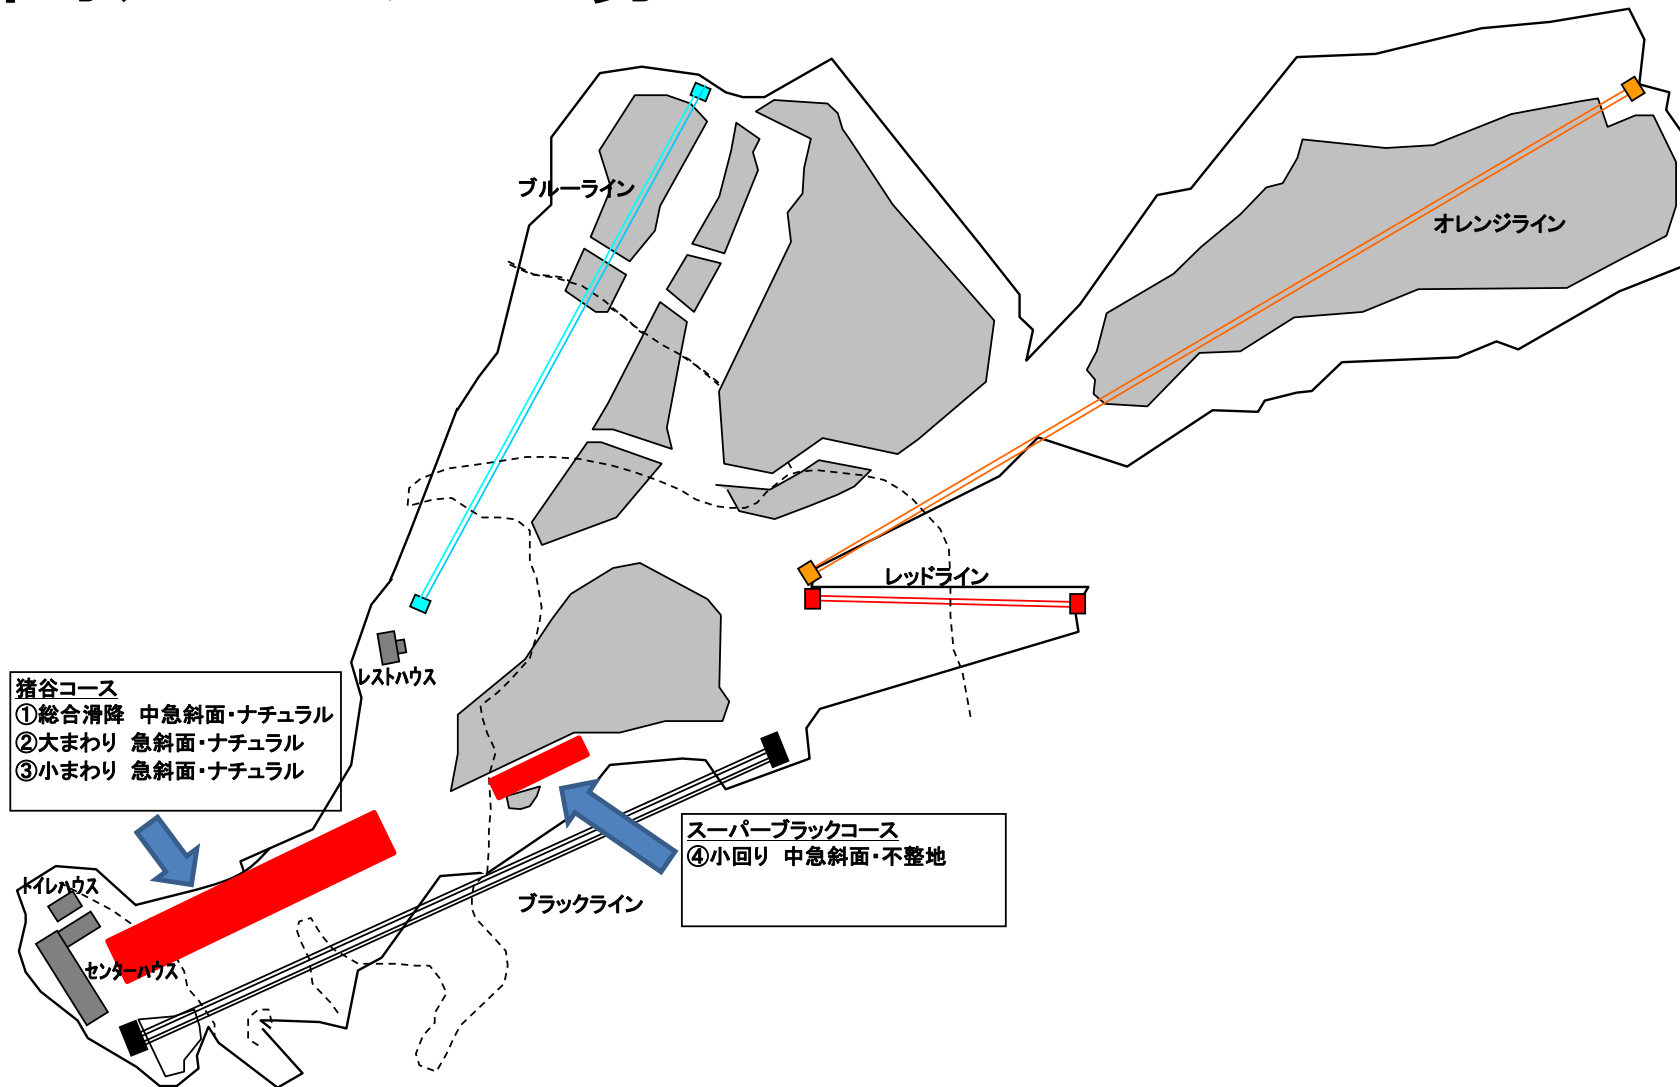 ブルーライン
オレンジライン
レッドライン
レストハウス
猪谷コース
①総合滑降 中急斜面・ナチュラル
②大まわり 急斜面・ナチュラル
③小まわり 急斜面・ナチュラル
スーパーブラックコース
④小回り 中急斜面・不整地
トイレハウス
ブラックライン
センターハウス